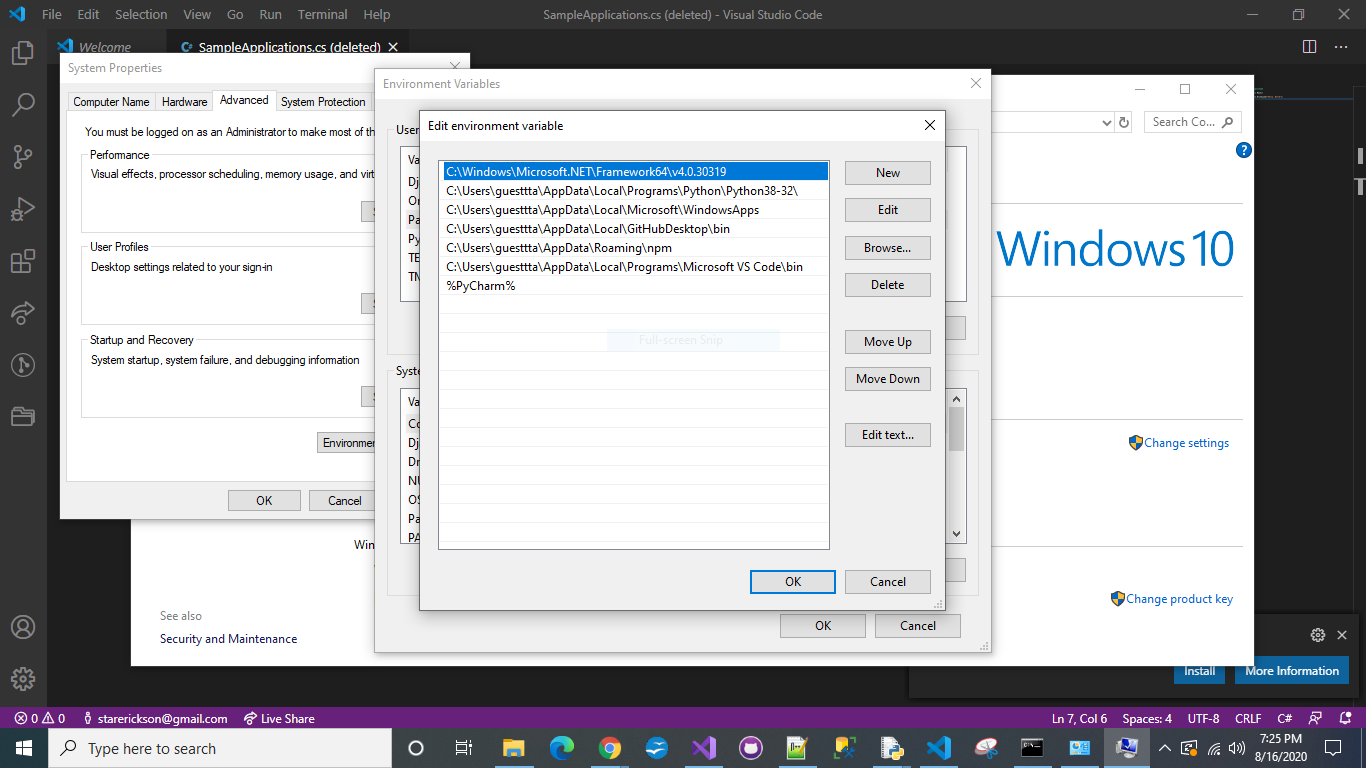 File Edit Selection View Go Run Terminal Help
SampleApplications.cs (deleted) - Visual Studio Code
Welcome
SampleApplications.cs (deleted)
System Properties
Computer Name Hardware Advanced System Protection
You must be logged on as an Administrator to make most of th
Performance
Visual effects, processor scheduling, memory usage, and virt
User Profiles
Desktop settings related to your sign-in
Startup and Recovery
System startup, system failure, and debugging information
Environmen
OK Cancel
Environment Variables
User
Va
Dj
On
Pa
Py
TE
TN
Syste
Va
Co
Dj
Dr
NU
OS
Pa
PA
OK Cancel
Edit environment variable
C:\Windows\Microsoft.NET\Framework64\v4.0.30319
C:\Users\guesttta\AppData\Local\Programs\Python\Python38-32\
C:\Users\guesttta\AppData\Local\Microsoft\WindowsApps
C:\Users\guesttta\AppData\Local\GitHubDesktop\bin
C:\Users\guesttta\AppData\Roaming\npm
C:\Users\guesttta\AppData\Local\Programs\Microsoft VS Code\bin
%PyCharm%
Full-screen Snip
New
Edit
Browse...
Delete
Move Up
Move Down
Edit text...
OK Cancel
Search Co...
Windows 10
Change settings
Win
Change product key
See also
Security and Maintenance
Install More Information
0 0 starerickson@gmail.com Live Share
Ln 7, Col 6 Spaces: 4 UTF-8 CRLF C#
Type here to search
7:25 PM
8/16/2020